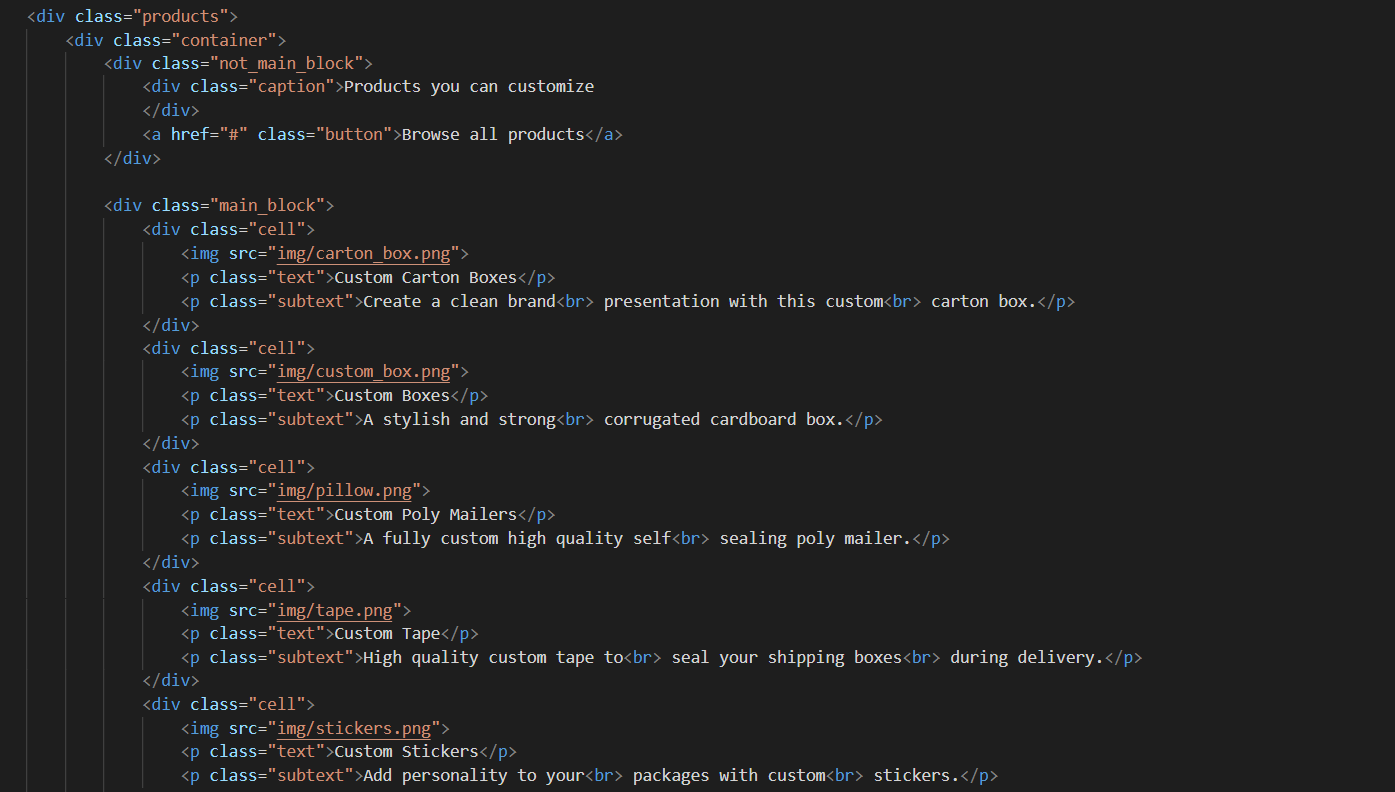 <div class="products">
<div class="container">
<div class="not_main_block">
<div class="caption">Products you can customize
</div>
<a href="#" class="button">Browse all products</a>
</div>
<div class="main_block">
<div class="cell">
<img src="img/carton_box.png">
<p class="text">Custom Carton Boxes</p>
<p class="subtext">Create a clean brand<br> presentation with this custom<br> carton box.</p>
</div>
<div class="cell">
<img src="img/custom_box.png">
<p class="text">Custom Boxes</p>
<p class="subtext">A stylish and strong<br> corrugated cardboard box.</p>
</div>
<div class="cell">
<img src="img/pillow.png">
<p class="text">Custom Poly Mailers</p>
<p class="subtext">A fully custom high quality self<br> sealing poly mailer.</p>
</div>
<div class="cell">
<img src="img/tape.png">
<p class="text">Custom Tape</p>
<p class="subtext">High quality custom tape to<br> seal your shipping boxes<br> during delivery.</p>
</div>
<div class="cell">
<img src="img/stickers.png">
<p class="text">Custom Stickers</p>
<p class="subtext">Add personality to your<br> packages with custom<br> stickers.</p>